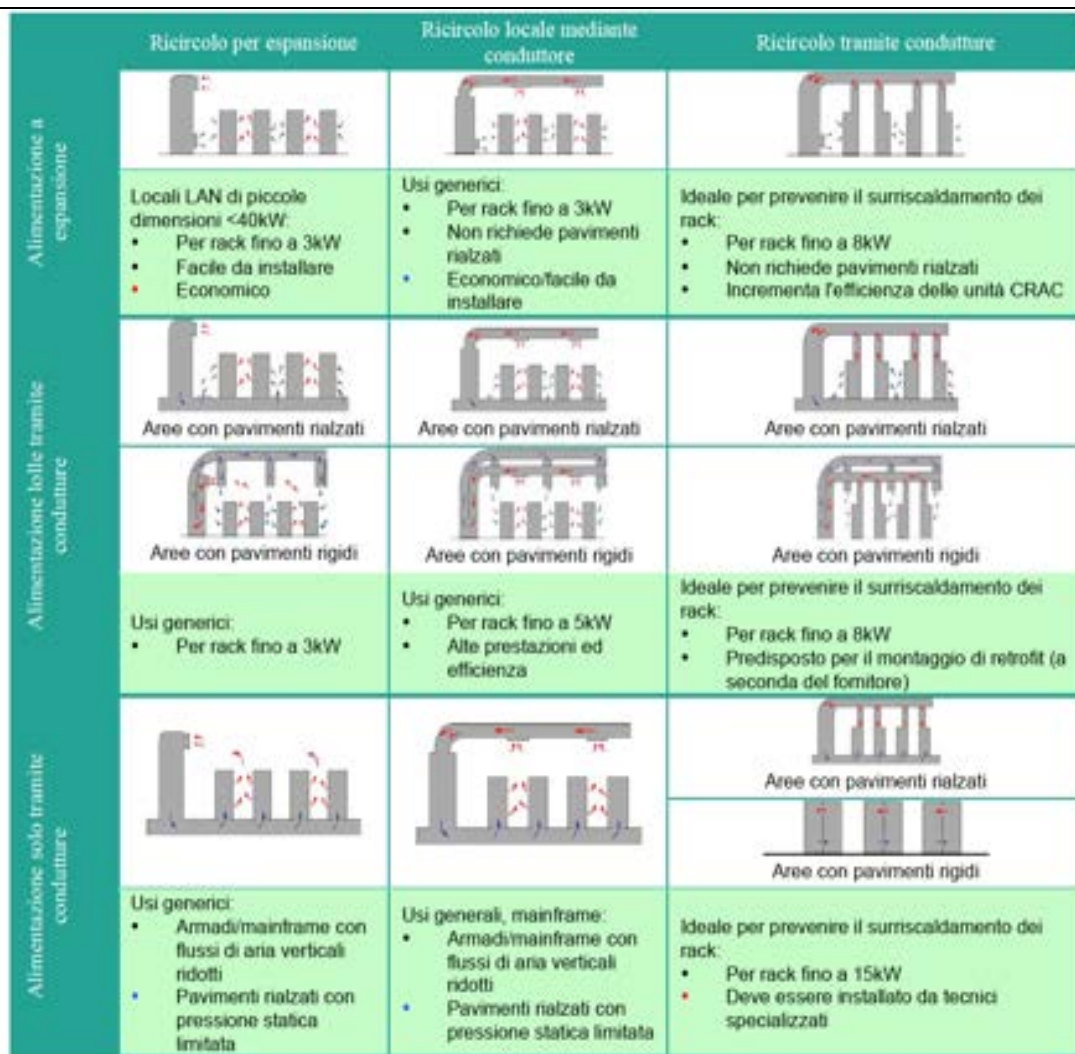 Ricircolo per espansione
Ricircolo locale mediante
conduttore
Ricircolo tramite condutture
Alimentazione a
espansione
Locali LAN di piccole
dimensioni <40kW:
• Per rack fino a 3kW
• Facile da installare
• Economico
Usi generici:
• Per rack fino a 3kW
• Non richiede pavimenti
rialzati
• Economico/facile da
installare
Ideale per prevenire il surriscaldamento dei
rack:
• Per rack fino a 8kW
• Non richiede pavimenti rialzati
• Incrementa l'efficienza delle unità CRAC
Alimentazione lolle tramite
condutture
Aree con pavimenti rialzati
Aree con pavimenti rialzati
Aree con pavimenti rialzati
Aree con pavimenti rigidi
Aree con pavimenti rigidi
Aree con pavimenti rigidi
Usi generici:
• Per rack fino a 3kW
Usi generici:
• Per rack fino a 5kW
• Alte prestazioni ed
efficienza
Ideale per prevenire il surriscaldamento dei
rack:
• Per rack fino a 8kW
• Predisposto per il montaggio di retrofit (a
seconda del fornitore)
Alimentazione solo tramite
condutture
Aree con pavimenti rialzati
Aree con pavimenti rigidi
Usi generici:
• Armadi/mainframe con
flussi di aria verticali
ridotti
• Pavimenti rialzati con
pressione statica
limitata
Usi generali, mainframe:
• Armadi/mainframe con
flussi di aria verticali
ridotti
• Pavimenti rialzati con
pressione statica limitata
Ideale per prevenire il surriscaldamento dei
rack:
• Per rack fino a 15kW
• Deve essere installato da tecnici
specializzati